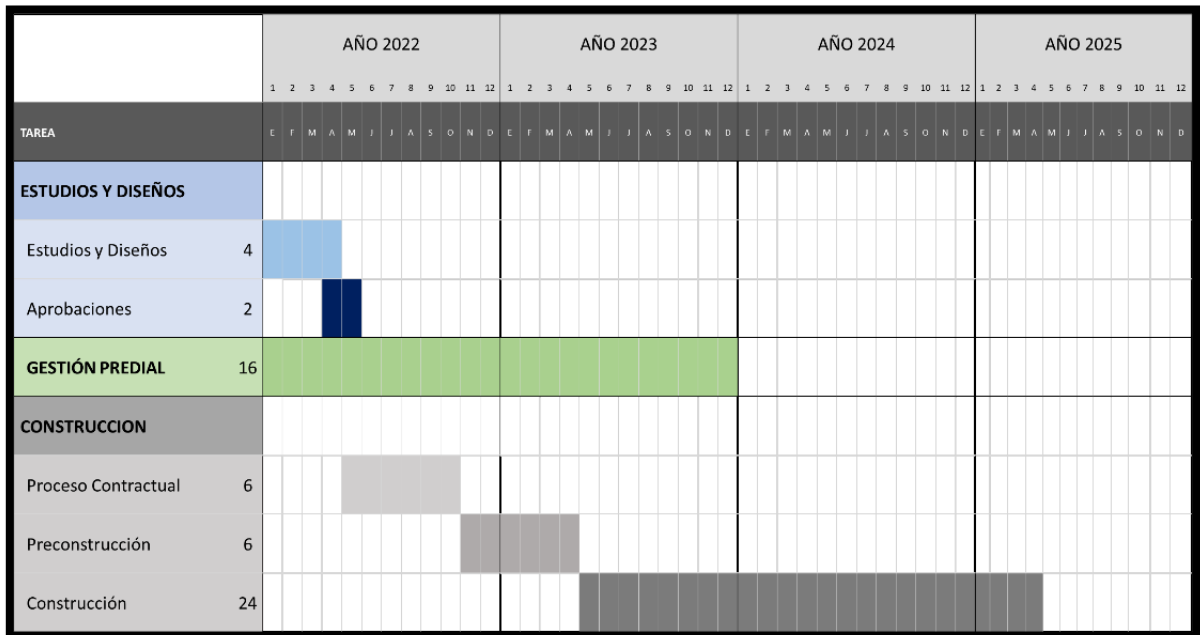 AÑO 2022 AÑO 2023 AÑO 2024 AÑO 2025
1 2 3 4 5 6 7 8 9 10 11 12 1 2 3 4 5 6 7 8 9 10 11 12 1 2 3 4 5 6 7 8 9 10 11 12 1 2 3 4 5 6 7 8 9 10 11 12
TAREA E F M A M J J A S O N D E F M A M J J A S O N D E F M A M J J A S O N D E F M A M J J A S O N D
ESTUDIOS Y DISEÑOS
Estudios y Diseños 4
Aprobaciones 2
GESTIÓN PREDIAL 16
CONSTRUCCION
Proceso Contractual 6
Preconstrucción 6
Construcción 24